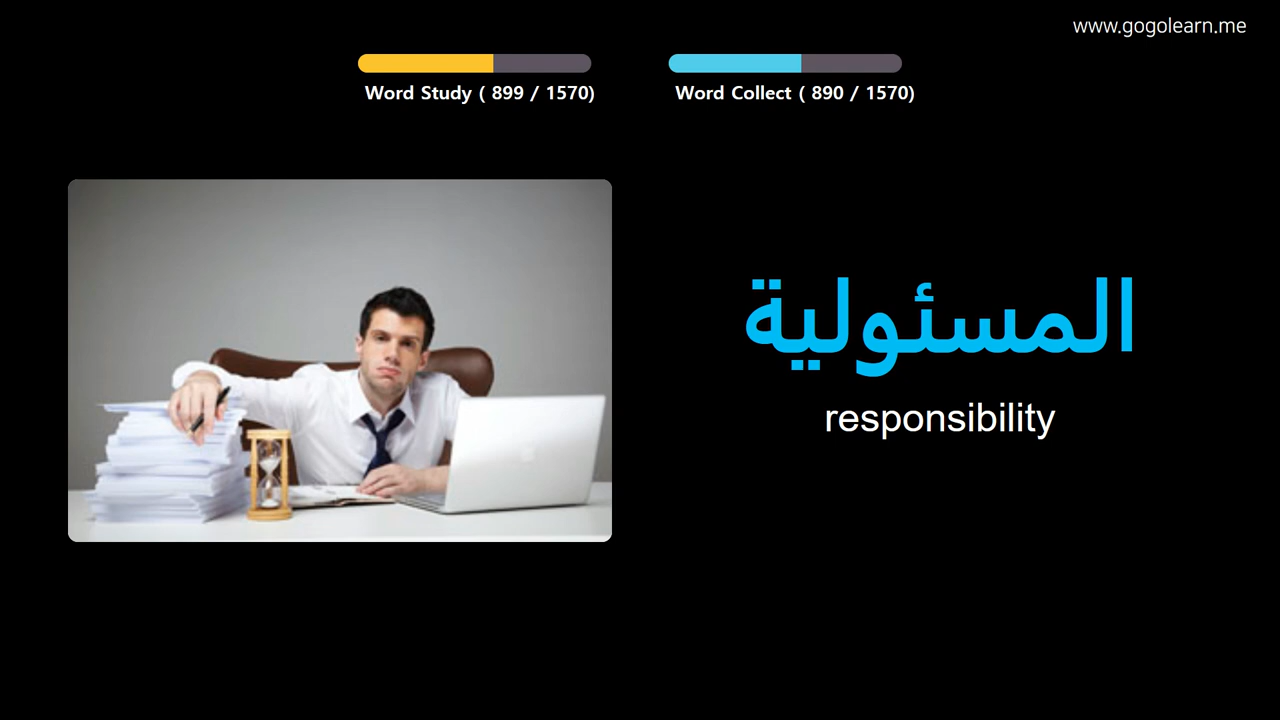 www.gogolearn.me
Word Study ( 899 / 1570)
Word Collect ( 890 / 1570)
المسئولية
responsibility